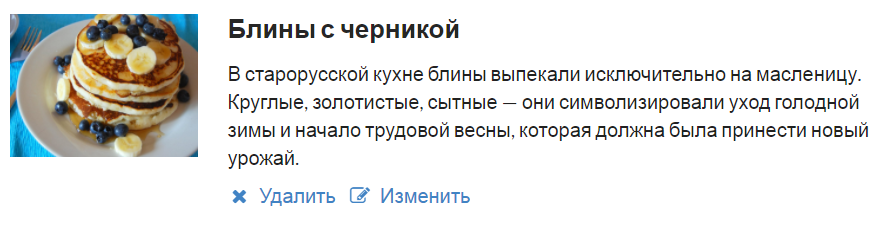 Блины с черникой
В старорусской кухне блины выпекали исключительно на масленицу.
Круглые, золотистые, сытные — они символизировали уход голодной
зимы и начало трудовой весны, которая должна была принести новый
урожай.
Удалить Изменить